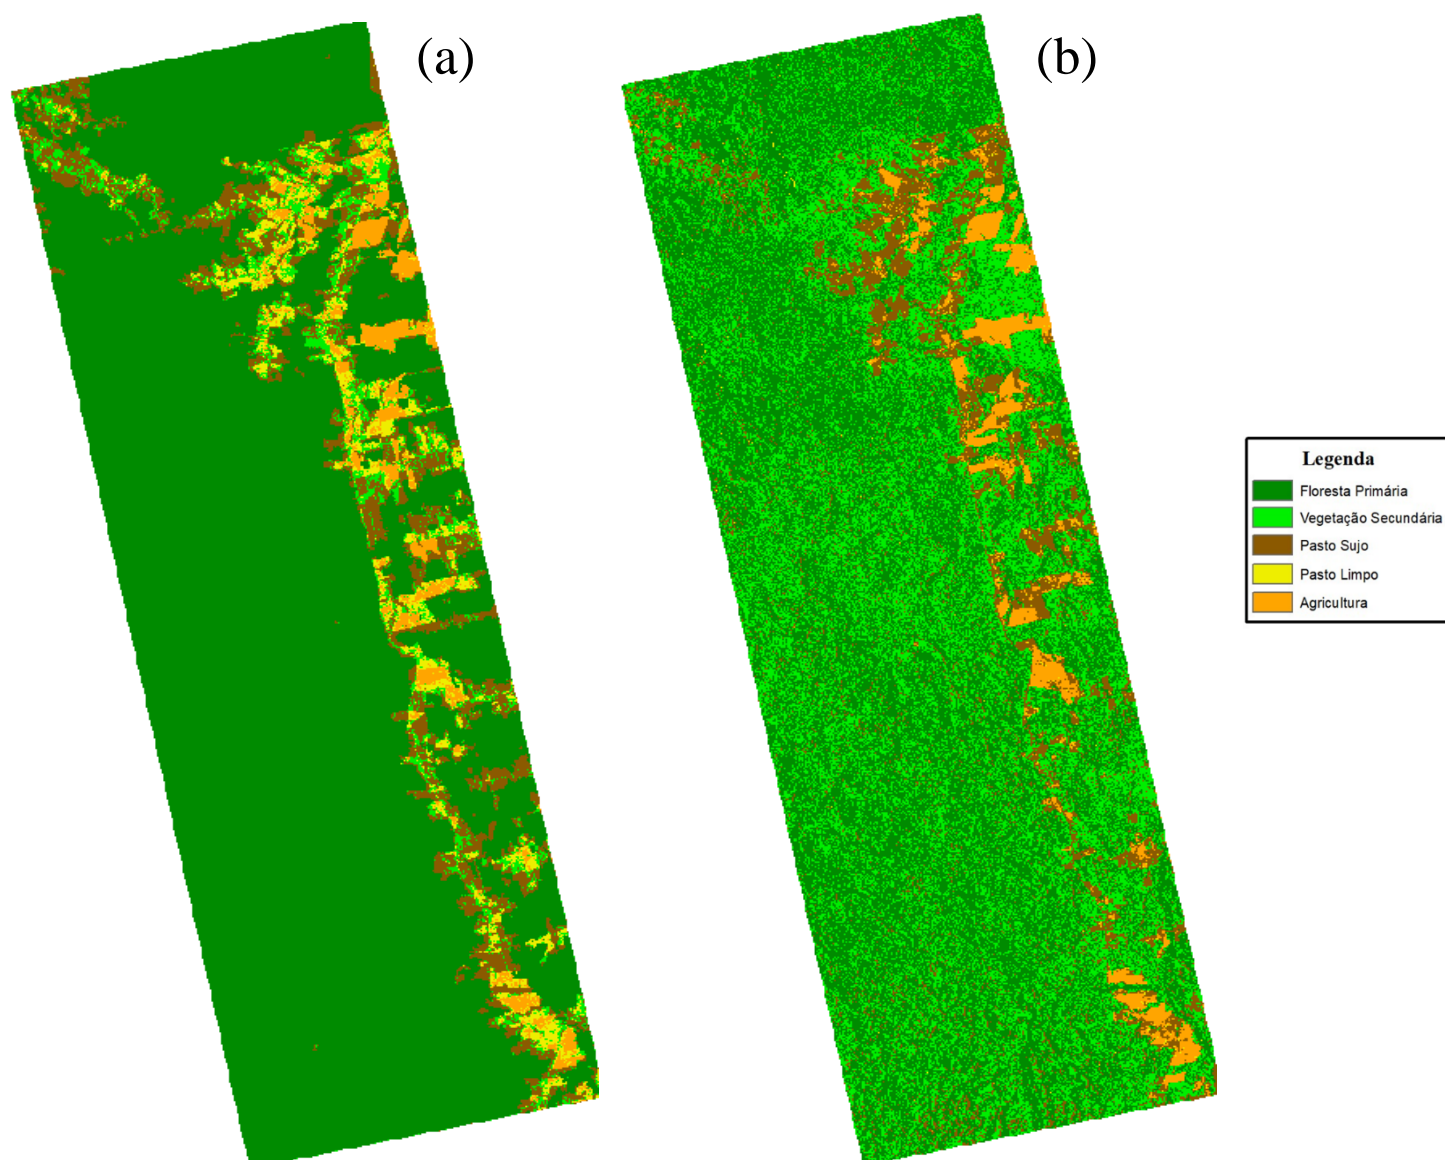 (a)
(b)
Legenda
Floresta Primária
Vegetação Secundária
Pasto Sujo
Pasto Limpo
Agricultura